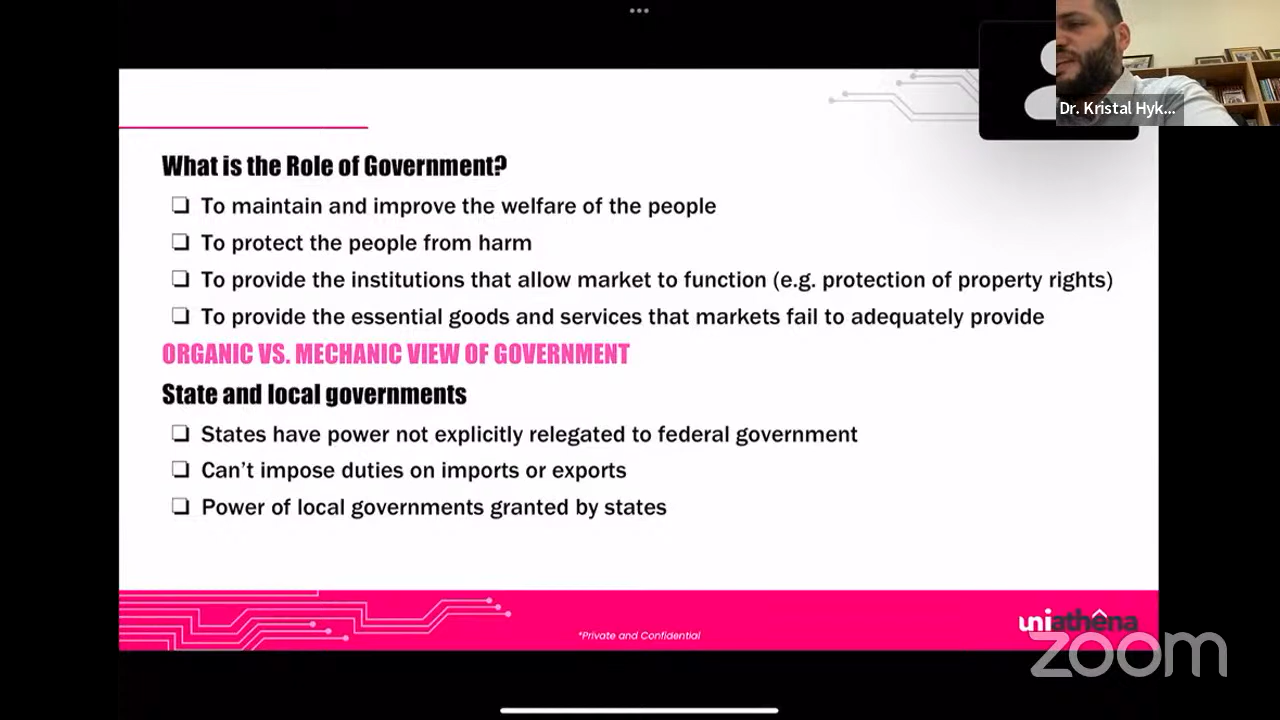 Dr. Kristal Hyk...
What is the Role of Government?
❑ To maintain and improve the welfare of the people
❑ To protect the people from harm
❑ To provide the institutions that allow market to function (e.g. protection of property rights)
❑ To provide the essential goods and services that markets fail to adequately provide
ORGANIC VS. MECHANIC VIEW OF GOVERNMENT
State and local governments
❑ States have power not explicitly relegated to federal government
❑ Can't impose duties on imports or exports
❑ Power of local governments granted by states
*Private and Confidential
uniathena
zoom